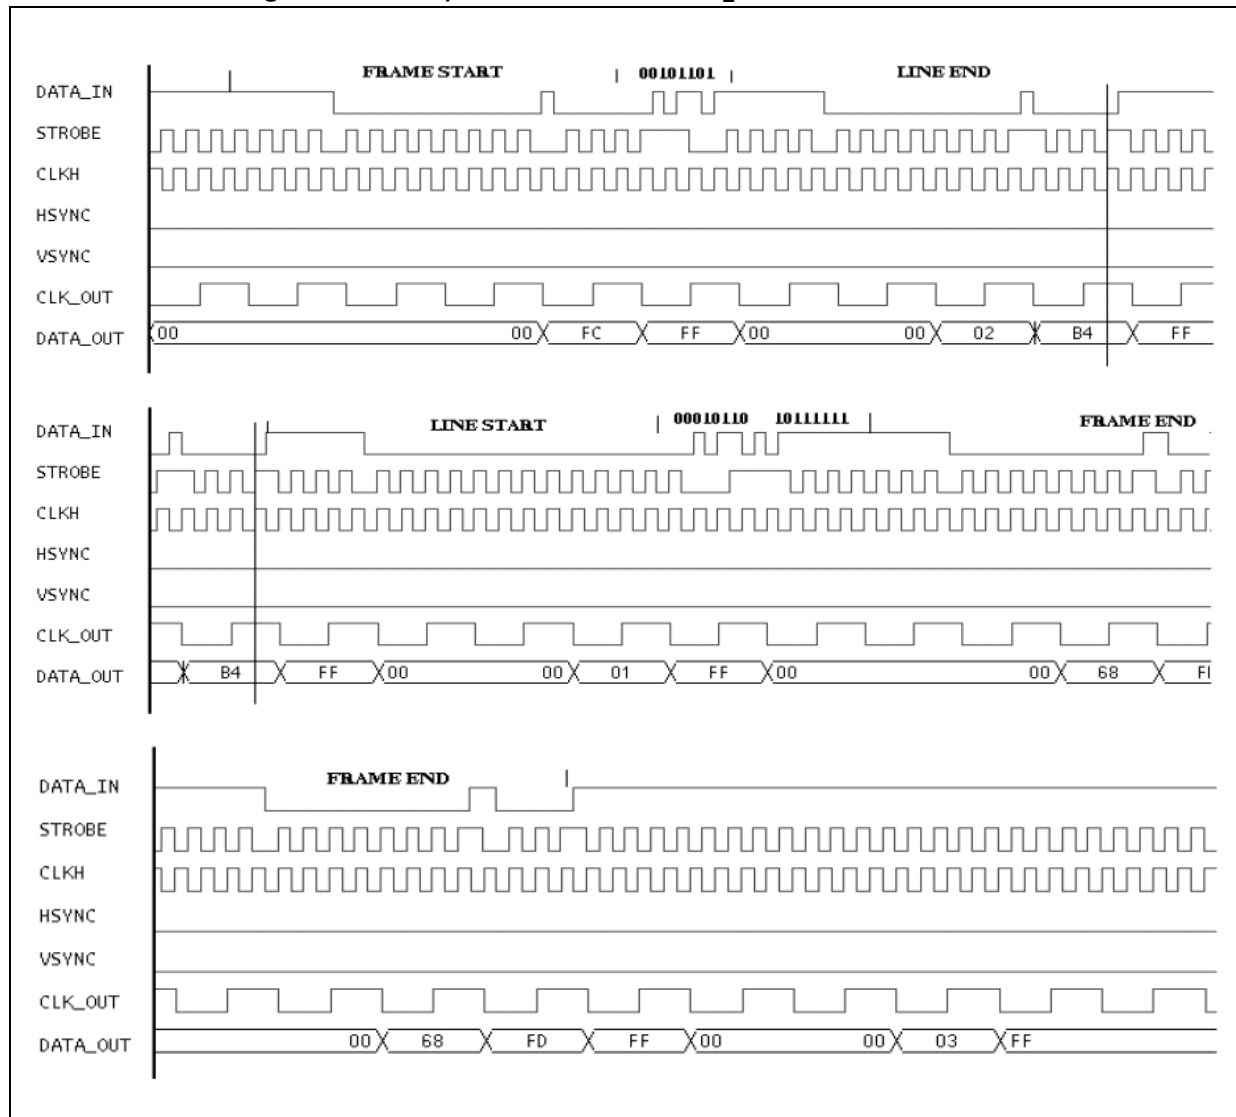 FRAME START | 00101101 | LINE END
DATA_IN
STROBE
CLKH
HSYNC
VSYNC
CLK_OUT
DATA_OUT 00 00 FC FF 00 00 02 B4 FF
LINE START | 00010110 10111111 | FRAME END
DATA_IN
STROBE
CLKH
HSYNC
VSYNC
CLK_OUT
DATA_OUT B4 FF 00 00 01 FF 00 00 68
FRAME END
DATA_IN
STROBE
CLKH
HSYNC
VSYNC
CLK_OUT
DATA_OUT 00 68 FD FF 00 00 03 FF